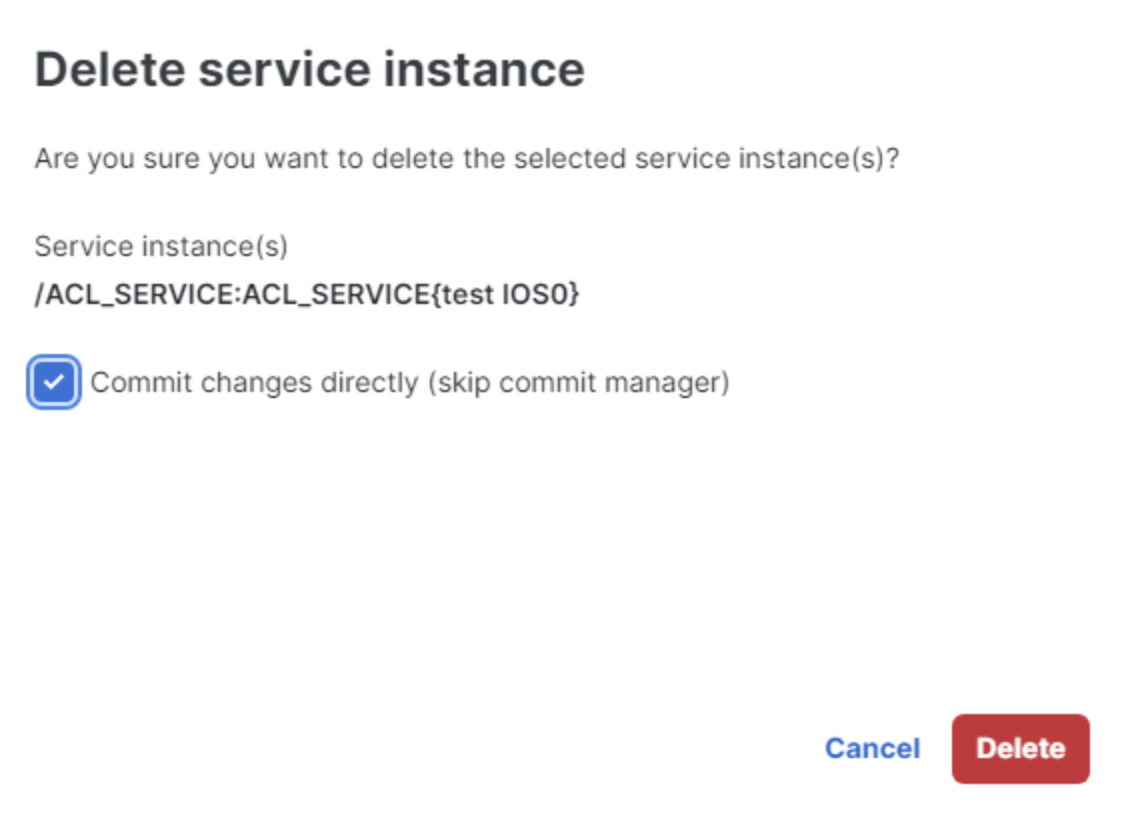 Delete service instance
Are you sure you want to delete the selected service instance(s)?
Service instance(s)
/ACL_SERVICE:ACL_SERVICE{test IOS0}
Commit changes directly (skip commit manager)
Cancel Delete